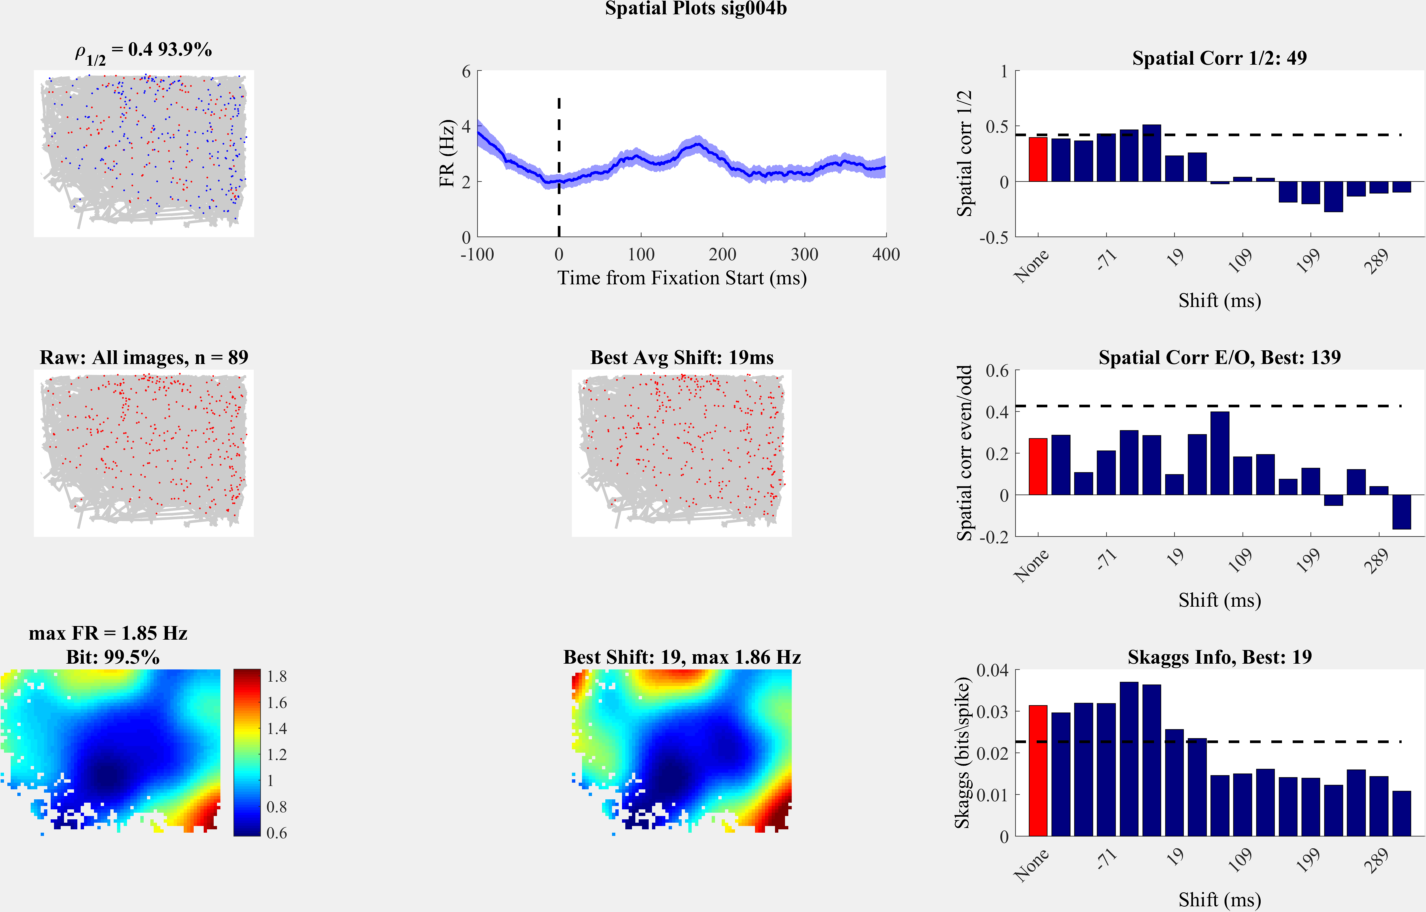 Spatial Plots sig004b
ρ1/2 = 0.4 93.9%
6
4
2
0
FR (Hz)
-100
0
100
200
300
400
Time from Fixation Start (ms)
Spatial Corr 1/2: 49
1
0.5
0
-0.5
Spatial corr 1/2
None
-71
19
109
199
289
Shift (ms)
Raw: All images, n = 89
Best Avg Shift: 19ms
Spatial Corr E/O, Best: 139
0.6
0.4
0.2
0
-0.2
Spatial corr even/odd
None
-71
19
109
199
289
Shift (ms)
max FR = 1.85 Hz
Bit: 99.5%
1.8
1.6
1.4
1.2
1
0.8
0.6
Best Shift: 19, max 1.86 Hz
Skaggs Info, Best: 19
0.04
0.03
0.02
0.01
0
Skaggs (bits\spike)
None
-71
19
109
199
289
Shift (ms)